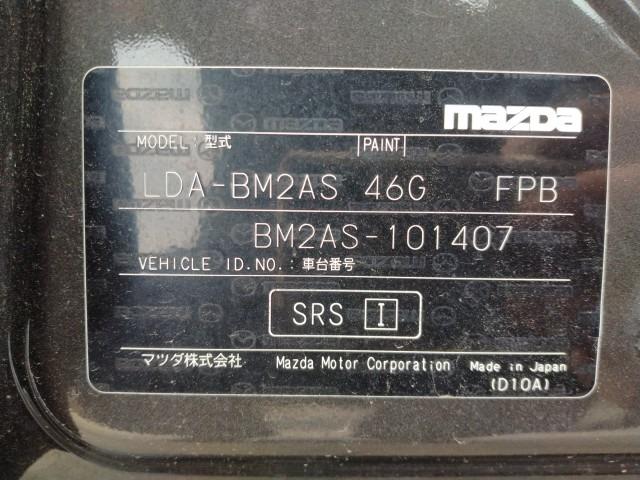 mazda
MODEL:型式 PAINT
LDA-BM2AS 46G FPB
BM2AS-101407
VEHICLE ID.NO.:車台番号
SRS I
マツダ株式会社 Mazda Motor Corporation Made in Japan
(D10A)